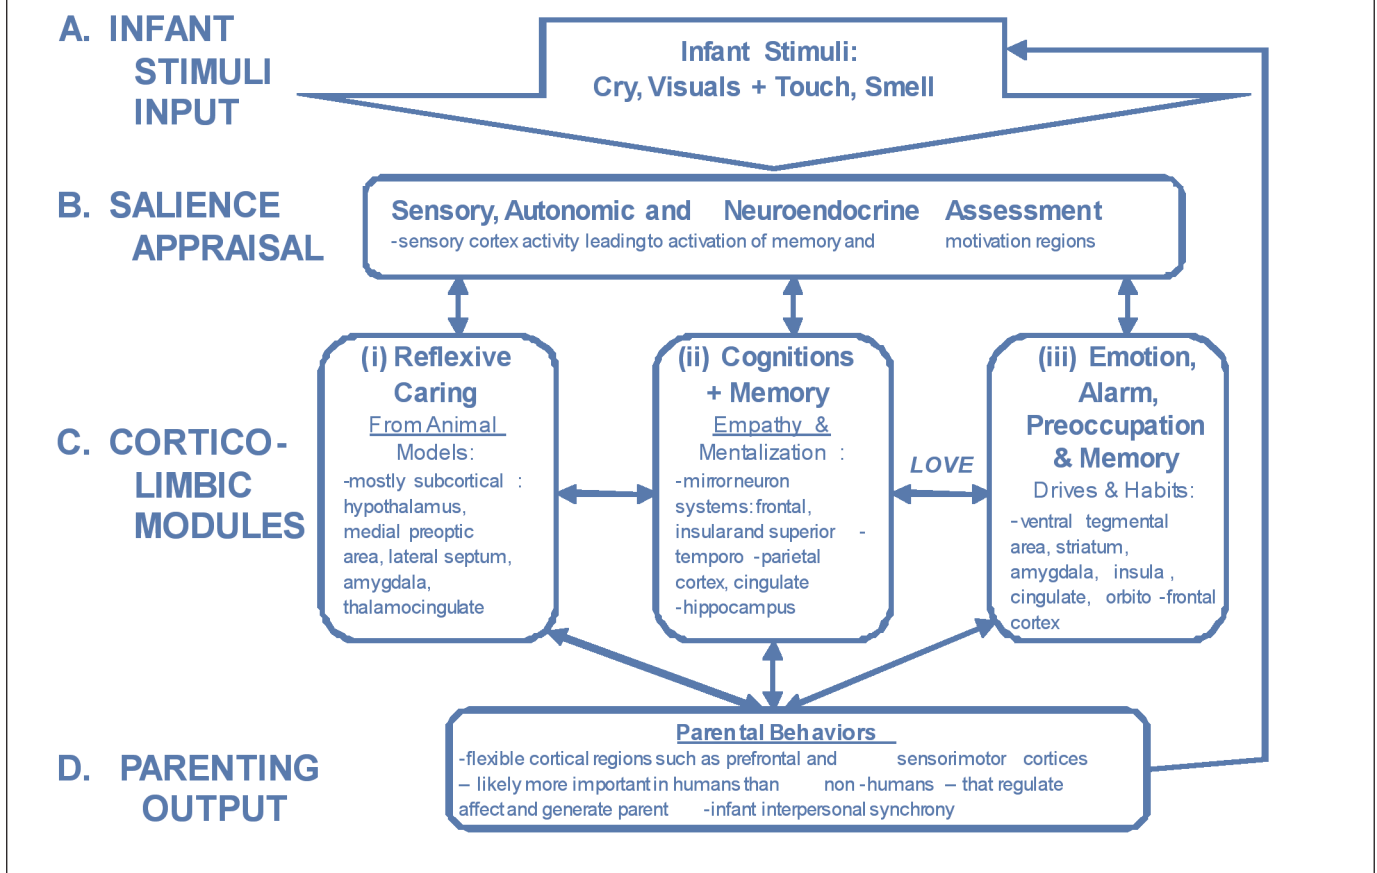 A. INFANT
STIMULI
INPUT
Infant Stimuli:
Cry, Visuals + Touch, Smell
B. SALIENCE
APPRAISAL
Sensory, Autonomic and Neuroendocrine Assessment
-sensory cortex activity leading to activation of memory and motivation regions
C. CORTICO-
LIMBIC
MODULES
(i) Reflexive
Caring
From Animal
Models:
-mostly subcortical :
hypothalamus,
medial preoptic
area, lateral septum,
amygdala,
thalamocingulate
(ii) Cognitions
+ Memory
Empathy &
Mentalization :
-mirror neuron
systems: frontal,
insular and superior -
temporo -parietal
cortex, cingulate
-hippocampus
LOVE
(iii) Emotion,
Alarm,
Preoccupation
& Memory
Drives & Habits:
-ventral tegmental
area, striatum,
amygdala, insula ,
cingulate, orbito -frontal
cortex
D. PARENTING
OUTPUT
Parental Behaviors
-flexible cortical regions such as prefrontal and sensorimotor cortices
– likely more important in humans than non -humans – that regulate
affect and generate parent -infant interpersonal synchrony